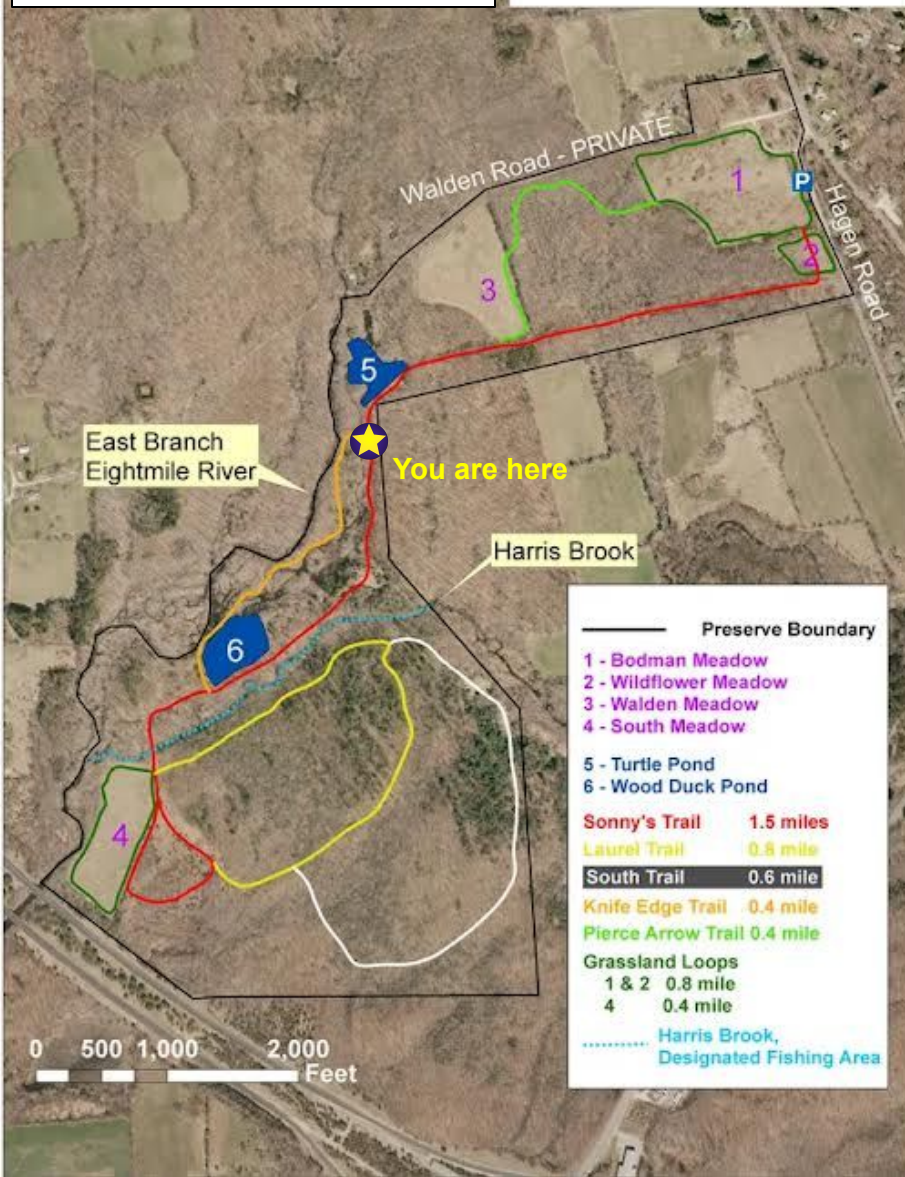 Walden Road - PRIVATE
1
P
Hagen Road
2
3
5
East Branch
Eightmile River
You are here
Harris Brook
6
4
Preserve Boundary
1 - Bodman Meadow
2 - Wildflower Meadow
3 - Walden Meadow
4 - South Meadow
5 - Turtle Pond
6 - Wood Duck Pond
Sonny's Trail 1.5 miles
Laurel Trail 0.8 mile
South Trail 0.6 mile
Knife Edge Trail 0.4 mile
Pierce Arrow Trail 0.4 mile
Grassland Loops
1 & 2 0.8 mile
4 0.4 mile
Harris Brook,
Designated Fishing Area
0 500 1,000 2,000
Feet